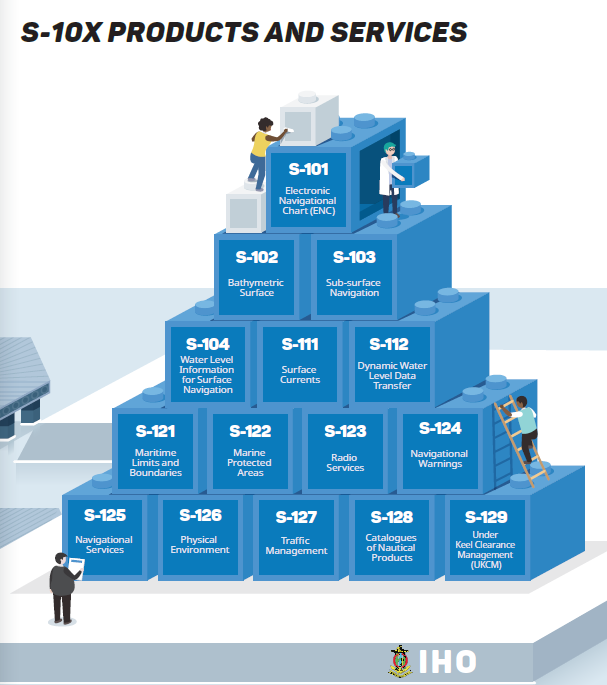 S-10X PRODUCTS AND SERVICES
S-101
Electronic
Navigational
Chart (ENC)
S-102
Bathymetric
Surface
S-103
Sub-surface
Navigation
S-104
Water Level
Information
for Surface
Navigation
S-111
Surface
Currents
S-112
Dynamic Water
Level Data
Transfer
S-121
Maritime
Limits and
Boundaries
S-122
Marine
Protected
Areas
S-123
Radio
Services
S-124
Navigational
Warnings
S-125
Navigational
Services
S-126
Physical
Environment
S-127
Traffic
Management
S-128
Catalogues
of Nautical
Products
S-129
Under
Keel Clearance
Management
(UKCM)
IHO